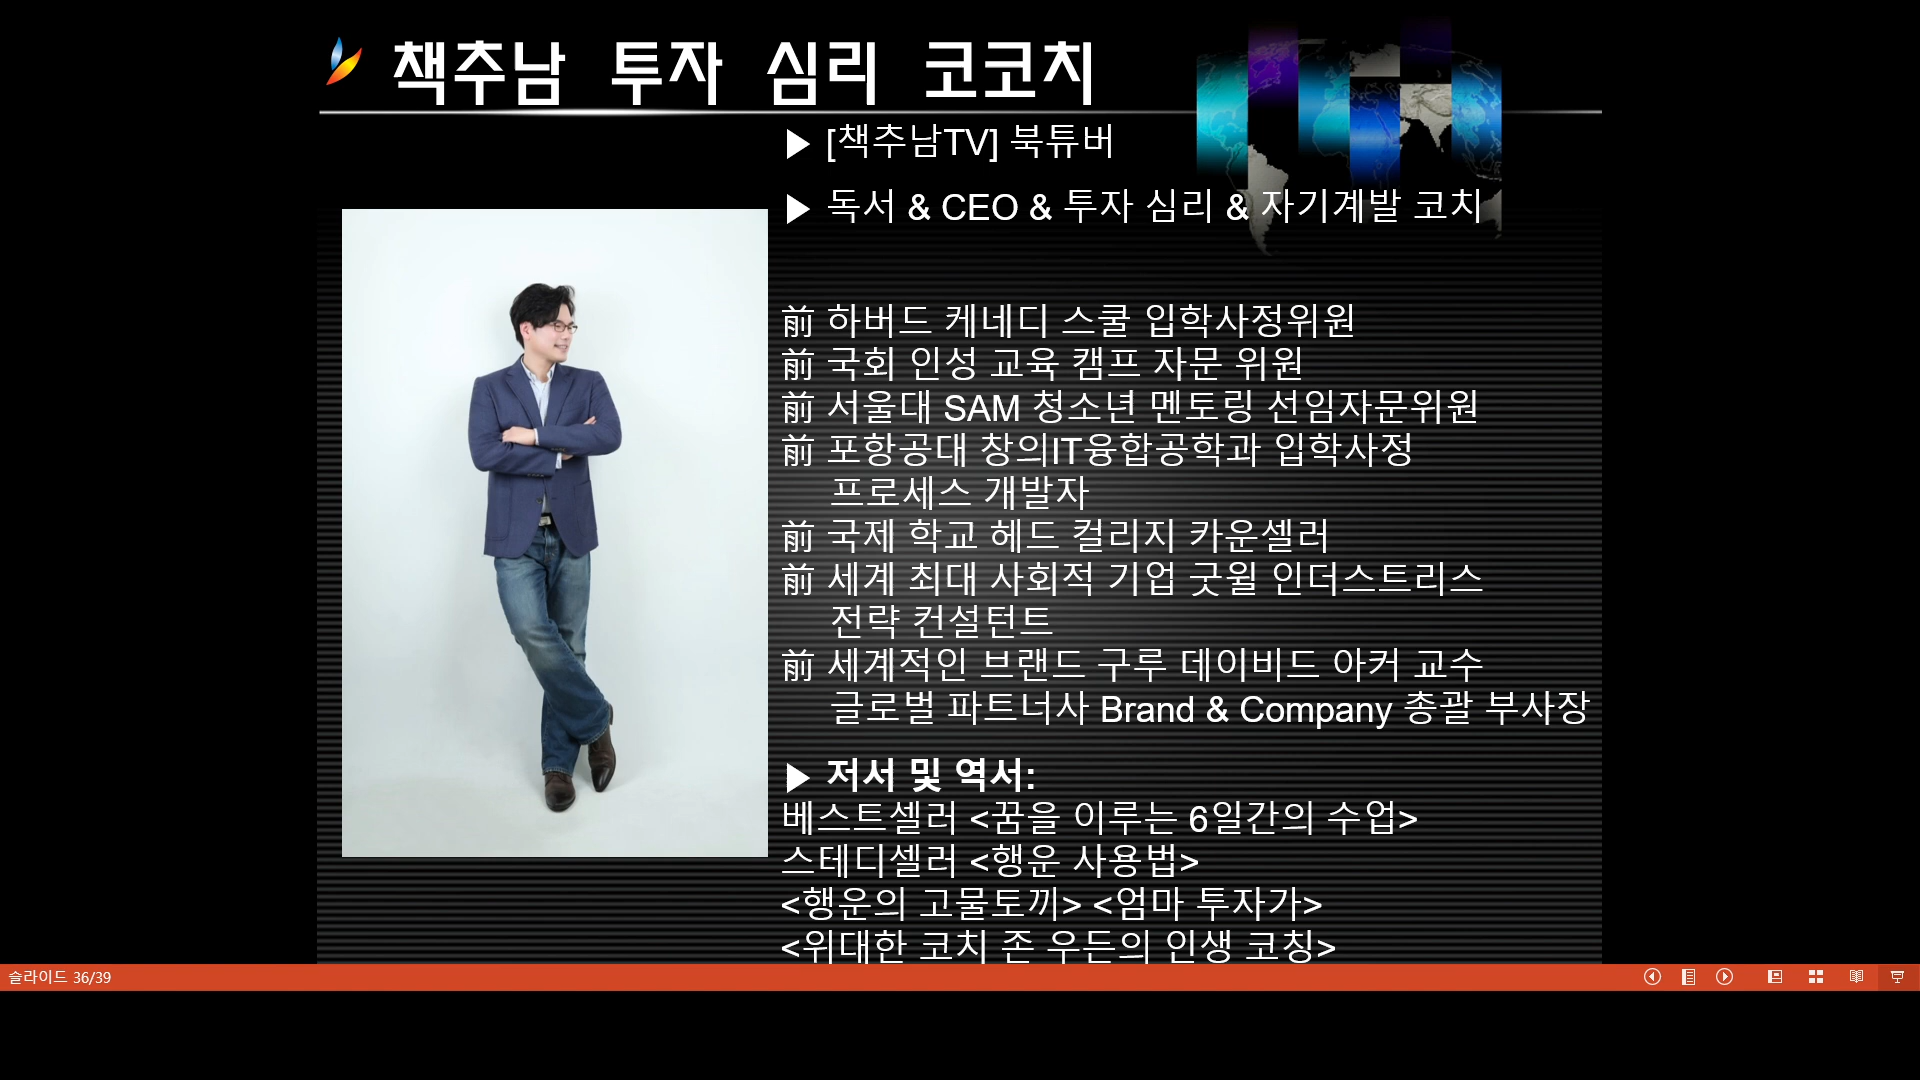 책추남 투자 심리 코코치
▶ [책추남TV] 북튜버
▶ 독서 & CEO & 투자 심리 & 자기계발 코치
前 하버드 케네디 스쿨 입학사정위원
前 국회 인성 교육 캠프 자문 위원
前 서울대 SAM 청소년 멘토링 선임자문위원
前 포항공대 창의IT융합공학과 입학사정
프로세스 개발자
前 국제 학교 헤드 컬리지 카운셀러
前 세계 최대 사회적 기업 굿윌 인더스트리스
전략 컨설턴트
前 세계적인 브랜드 구루 데이비드 아커 교수
글로벌 파트너사 Brand & Company 총괄 부사장
▶ 저서 및 역서:
베스트셀러 <꿈을 이루는 6일간의 수업>
스테디셀러 <행운 사용법>
<행운의 고물토끼> <엄마 투자가>
<위대한 코치 존 우든의 인생 코칭>
슬라이드 36/39